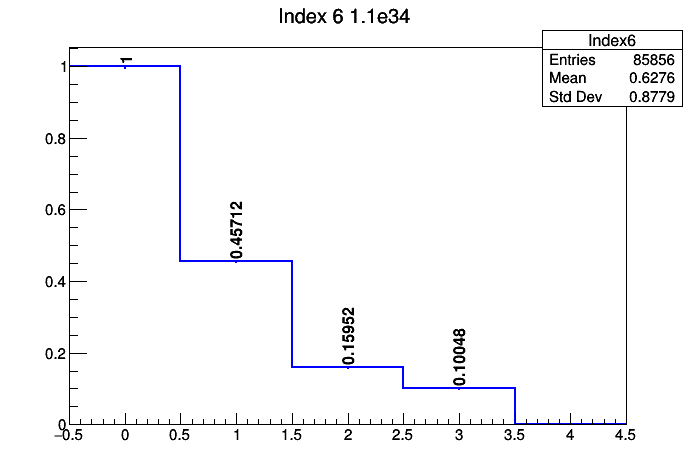 Index 6 1.1e34
Index6
Entries 85856
Mean 0.6276
Std Dev 0.8779
1
0.45712
0.15952
0.10048
1
0.8
0.6
0.4
0.2
0
−0.5 0 0.5 1 1.5 2 2.5 3 3.5 4 4.5